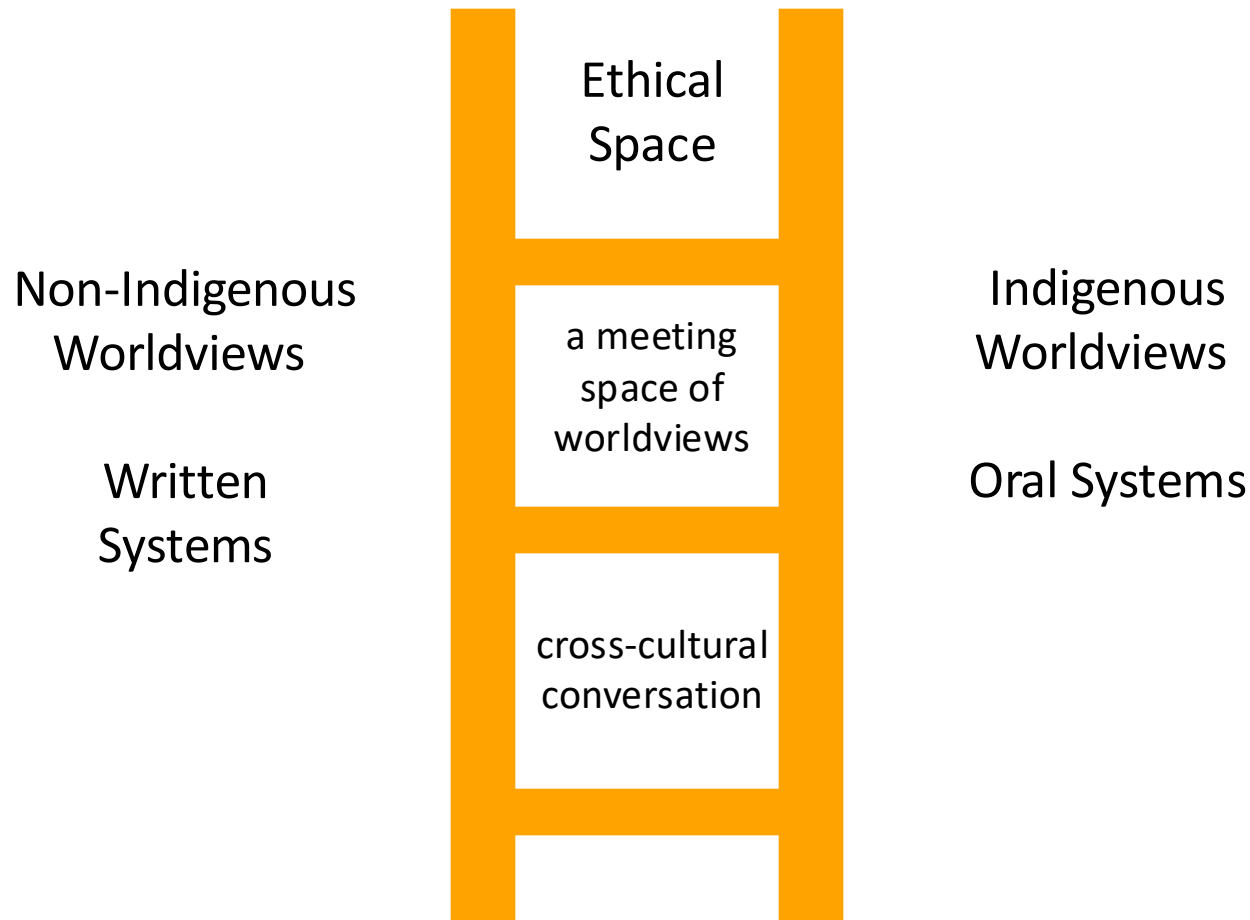 Ethical
Space
Non-Indigenous
Worldviews
Written
Systems
a meeting
space of
worldviews
cross-cultural
conversation
Indigenous
Worldviews
Oral Systems